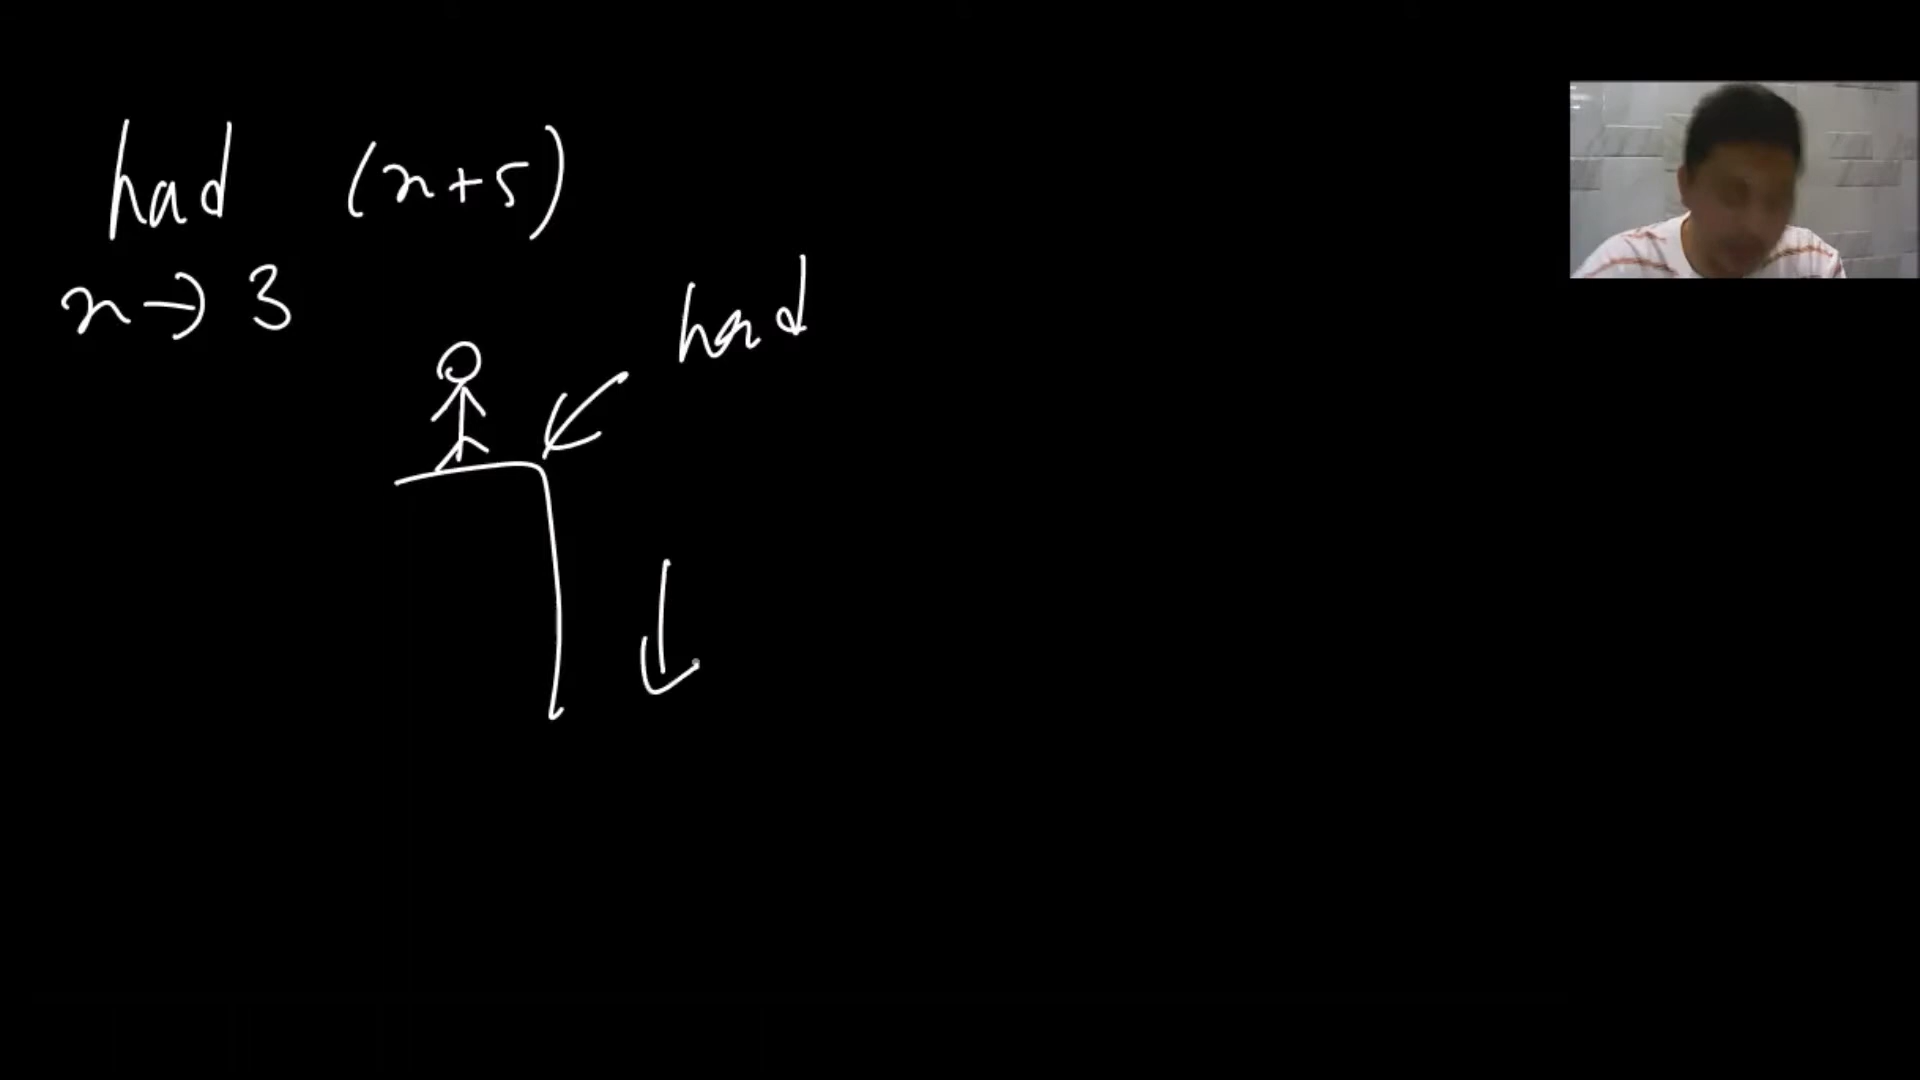 had (x+5)
x → 3
had